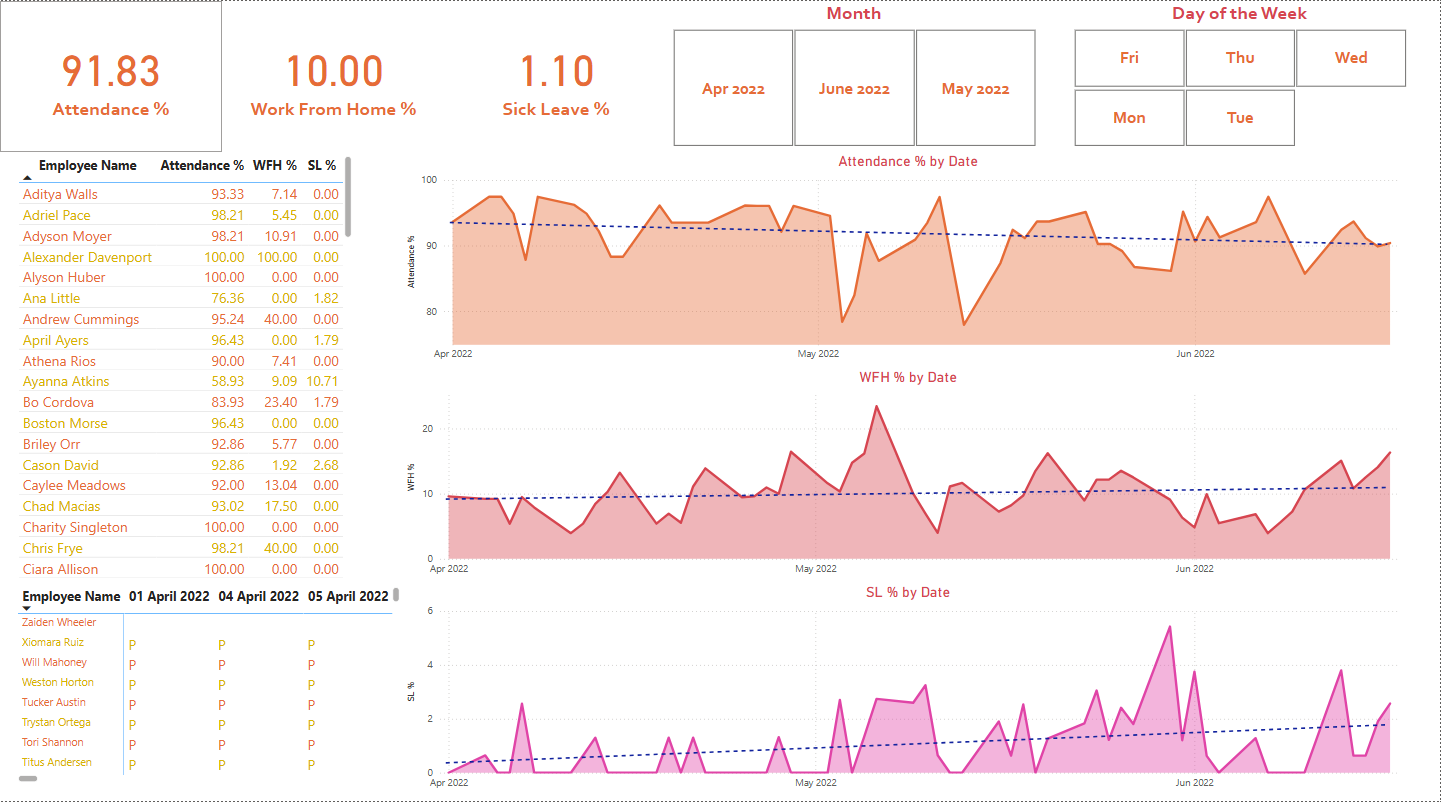 91.83
Attendance %
10.00
Work From Home %
1.10
Sick Leave %
Month
Apr 2022
June 2022
May 2022
Day of the Week
Fri
Thu
Wed
Mon
Tue
Employee Name Attendance % WFH % SL %
Aditya Walls 93.33 7.14 0.00
Adriel Pace 98.21 5.45 0.00
Adyson Moyer 98.21 10.91 0.00
Alexander Davenport 100.00 100.00 0.00
Alyson Huber 100.00 0.00 0.00
Ana Little 76.36 0.00 1.82
Andrew Cummings 95.24 40.00 0.00
April Ayers 96.43 0.00 1.79
Athena Rios 90.00 7.41 0.00
Ayanna Atkins 58.93 9.09 10.71
Bo Cordova 83.93 23.40 1.79
Boston Morse 96.43 0.00 0.00
Briley Orr 92.86 5.77 0.00
Cason David 92.86 1.92 2.68
Caylee Meadows 92.00 13.04 0.00
Chad Macias 93.02 17.50 0.00
Charity Singleton 100.00 0.00 0.00
Chris Frye 98.21 40.00 0.00
Ciara Allison 100.00 0.00 0.00
Employee Name 01 April 2022 04 April 2022 05 April 2022
Zaiden Wheeler
Xiomara Ruiz P P P
Will Mahoney P P P
Weston Horton P P P
Tucker Austin P P P
Trystan Ortega P P P
Tori Shannon P P P
Titus Andersen P P P
Attendance % by Date
Attendance %
100
90
80
Apr 2022
May 2022
Jun 2022
WFH % by Date
WFH %
20
10
0
Apr 2022
May 2022
Jun 2022
SL % by Date
SL %
6
4
2
0
Apr 2022
May 2022
Jun 2022